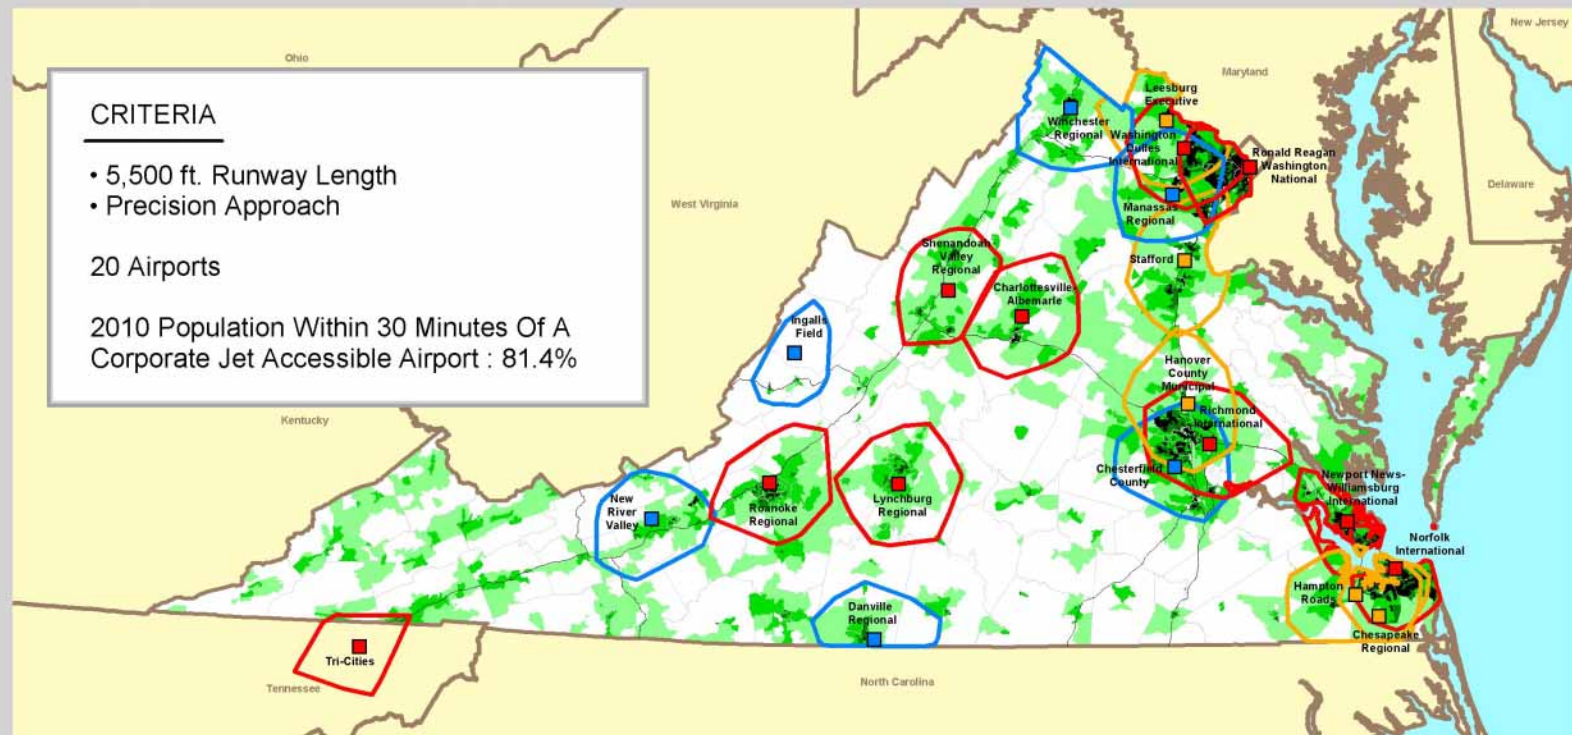 Ohio
New Jersey
Maryland
CRITERIA
• 5,500 ft. Runway Length
• Precision Approach
20 Airports
2010 Population Within 30 Minutes Of A
Corporate Jet Accessible Airport : 81.4%
Kentucky
West Virginia
Delaware
Leesburg
Executive
Winchester
Regional
Washington
Dulles
International
Ronald Reagan
Washington
National
Manassas
Regional
Stafford
Shenandoah
Valley
Regional
Charlottesville-
Albemarle
Ingalls
Field
Hanover
County
Municipal
Richmond
International
Chesterfield
County
New
River
Valley
Roanoke
Regional
Lynchburg
Regional
Newport News-
Williamsburg
International
Norfolk
International
Hampton
Roads
Chesapeake
Regional
Danville
Regional
Tri-Cities
Tennessee
North Carolina